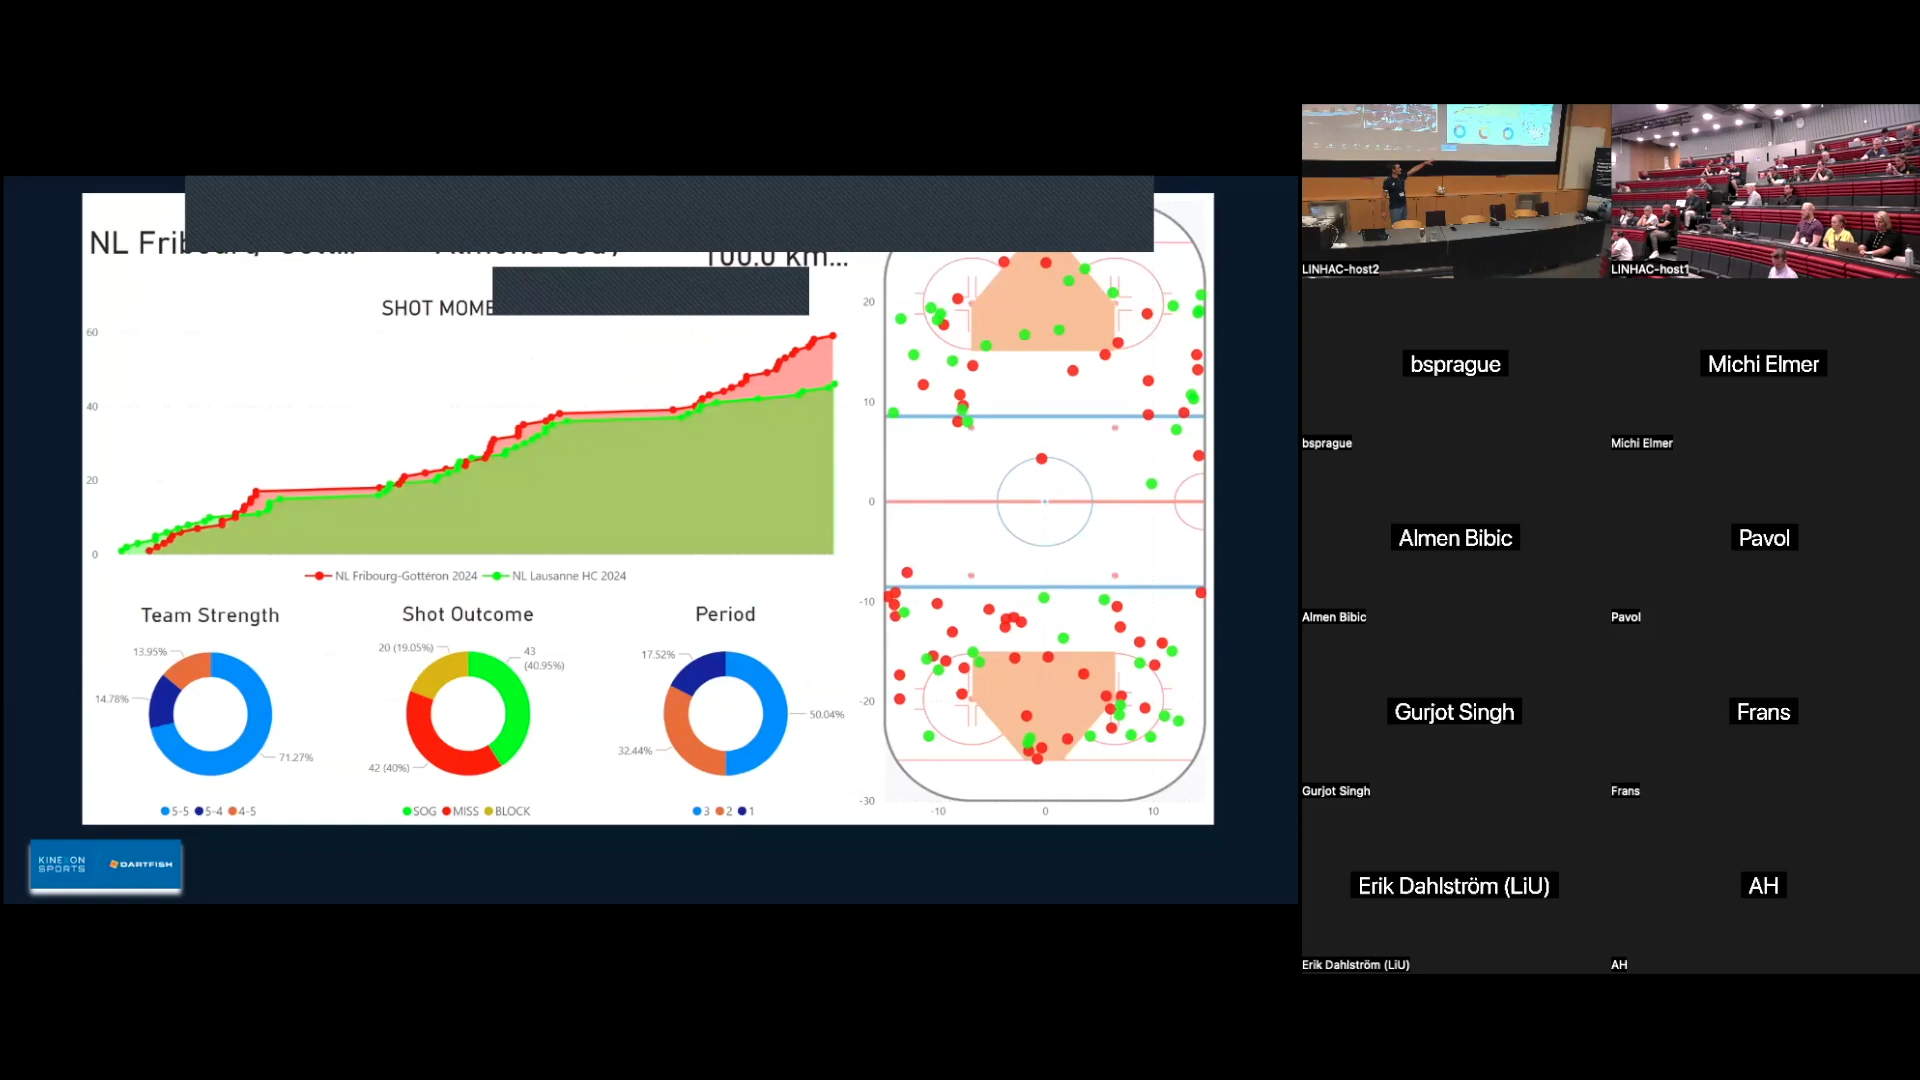 NL Fribourg-Gott...
100.0 km...
SHOT MOME
60
40
20
0
NL Fribourg-Gottéron 2024 NL Lausanne HC 2024
Team Strength
13.95%
14.78%
71.27%
5-5 5-4 4-5
Shot Outcome
20 (19.05%)
43
(40.95%)
42 (40%)
SOG MISS BLOCK
Period
17.52%
50.04%
32.44%
3 2 1
20
10
0
-10
-20
-30
-10 0 10
KINEXON
SPORTS
DARTFISH
LINHAC-host2
LINHAC-host1
bsprague
bsprague
Michi Elmer
Michi Elmer
Almen Bibic
Almen Bibic
Pavol
Pavol
Gurjot Singh
Gurjot Singh
Frans
Frans
Erik Dahlström (LiU)
Erik Dahlström (LiU)
AH
AH